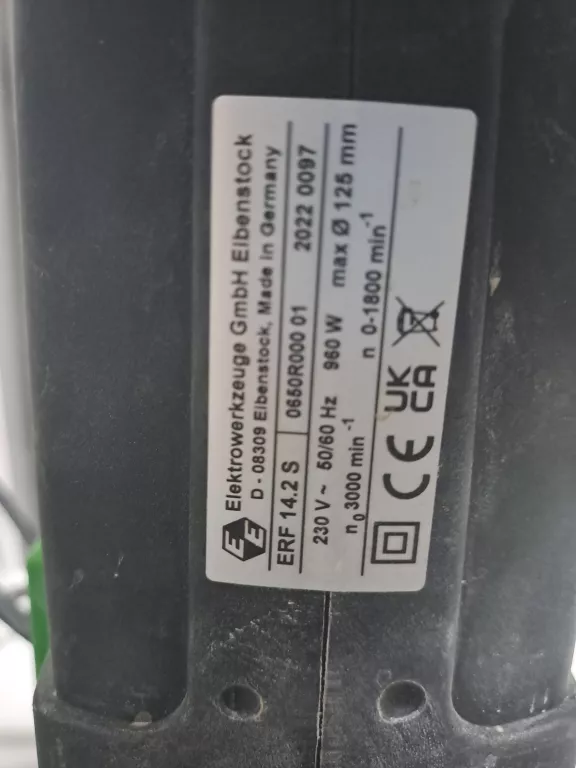 EE
Elektrowerkzeuge GmbH Eibenstock
D - 08309 Eibenstock, Made in Germany
ERF 14.2 S 0650R000 01 2022 0097
230 V ~ 50/60 Hz 960 W max Ø 125 mm
n₀ 3000 min⁻¹ n 0-1800 min⁻¹
CE UK CA